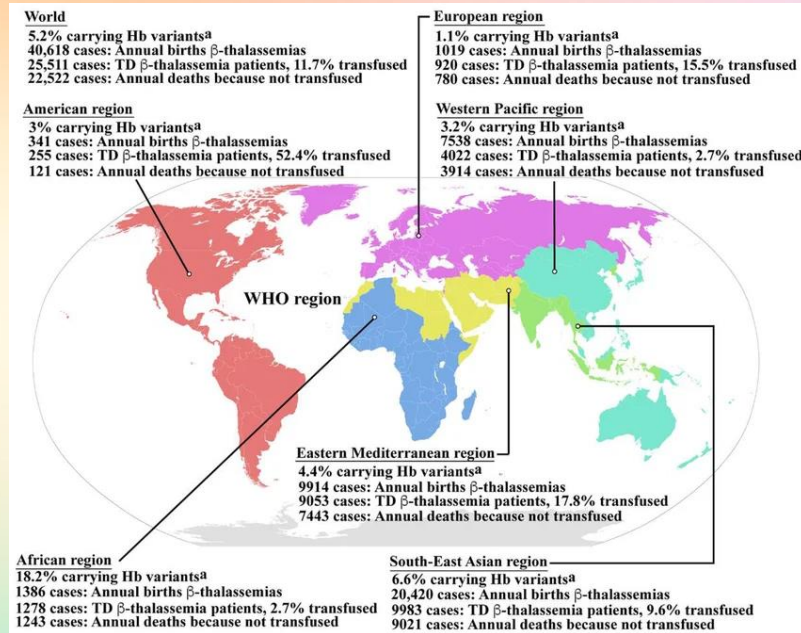 World
5.2% carrying Hb variantsᵃ
40,618 cases: Annual births β-thalassemias
25,511 cases: TD β-thalassemia patients, 11.7% transfused
22,522 cases: Annual deaths because not transfused
European region
1.1% carrying Hb variantsᵃ
1019 cases: Annual births β-thalassemias
920 cases: TD β-thalassemia patients, 15.5% transfused
780 cases: Annual deaths because not transfused
American region
3% carrying Hb variantsᵃ
341 cases: Annual births β-thalassemias
255 cases: TD β-thalassemia patients, 52.4% transfused
121 cases: Annual deaths because not transfused
Western Pacific region
3.2% carrying Hb variantsᵃ
7538 cases: Annual births β-thalassemias
4022 cases: TD β-thalassemia patients, 2.7% transfused
3914 cases: Annual deaths because not transfused
WHO region
Eastern Mediterranean region
4.4% carrying Hb variantsᵃ
9914 cases: Annual births β-thalassemias
9053 cases: TD β-thalassemia patients, 17.8% transfused
7443 cases: Annual deaths because not transfused
African region
18.2% carrying Hb variantsᵃ
1386 cases: Annual births β-thalassemias
1278 cases: TD β-thalassemia patients, 2.7% transfused
1243 cases: Annual deaths because not transfused
South-East Asian region
6.6% carrying Hb variantsᵃ
20,420 cases: Annual births β-thalassemias
9983 cases: TD β-thalassemia patients, 9.6% transfused
9021 cases: Annual deaths because not transfused